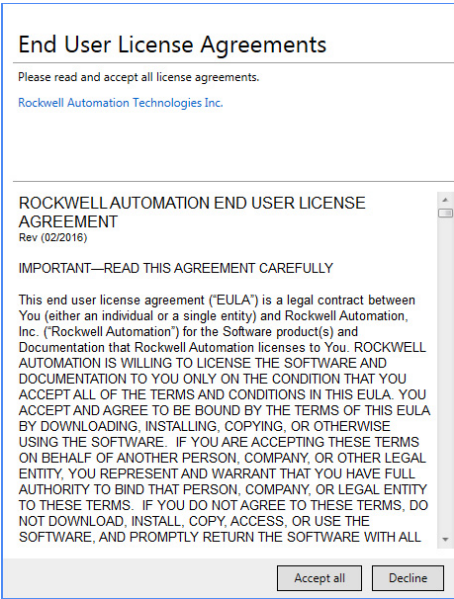 End User License Agreements
Please read and accept all license agreements.
Rockwell Automation Technologies Inc.
ROCKWELL AUTOMATION END USER LICENSE
AGREEMENT
Rev (02/2016)
IMPORTANT—READ THIS AGREEMENT CAREFULLY
This end user license agreement (“EULA”) is a legal contract between
You (either an individual or a single entity) and Rockwell Automation,
Inc. (“Rockwell Automation”) for the Software product(s) and
Documentation that Rockwell Automation licenses to You. ROCKWELL
AUTOMATION IS WILLING TO LICENSE THE SOFTWARE AND
DOCUMENTATION TO YOU ONLY ON THE CONDITION THAT YOU
ACCEPT ALL OF THE TERMS AND CONDITIONS IN THIS EULA. YOU
ACCEPT AND AGREE TO BE BOUND BY THE TERMS OF THIS EULA
BY DOWNLOADING, INSTALLING, COPYING, OR OTHERWISE
USING THE SOFTWARE. IF YOU ARE ACCEPTING THESE TERMS
ON BEHALF OF ANOTHER PERSON, COMPANY, OR OTHER LEGAL
ENTITY, YOU REPRESENT AND WARRANT THAT YOU HAVE FULL
AUTHORITY TO BIND THAT PERSON, COMPANY, OR LEGAL ENTITY
TO THESE TERMS. IF YOU DO NOT AGREE TO THESE TERMS, DO
NOT DOWNLOAD, INSTALL, COPY, ACCESS, OR USE THE
SOFTWARE, AND PROMPTLY RETURN THE SOFTWARE WITH ALL
Accept all Decline